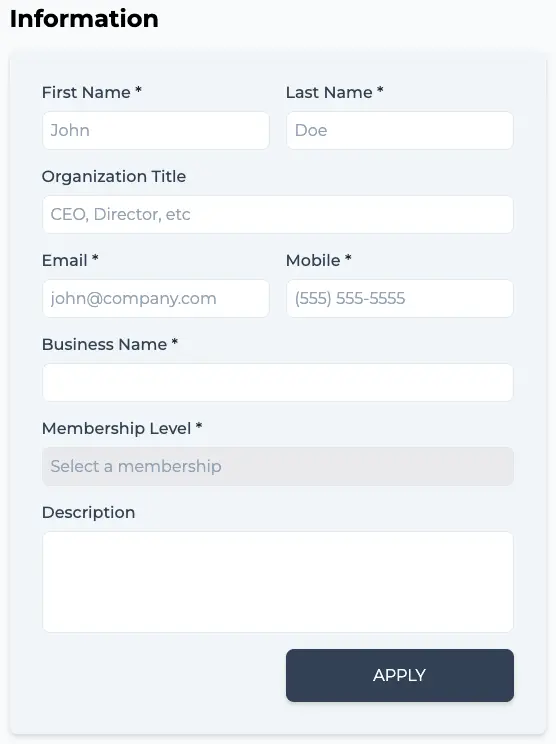 Information
First Name * Last Name *
John Doe
Organization Title
CEO, Director, etc
Email * Mobile *
john@company.com (555) 555-5555
Business Name *
Membership Level *
Select a membership
Description
APPLY